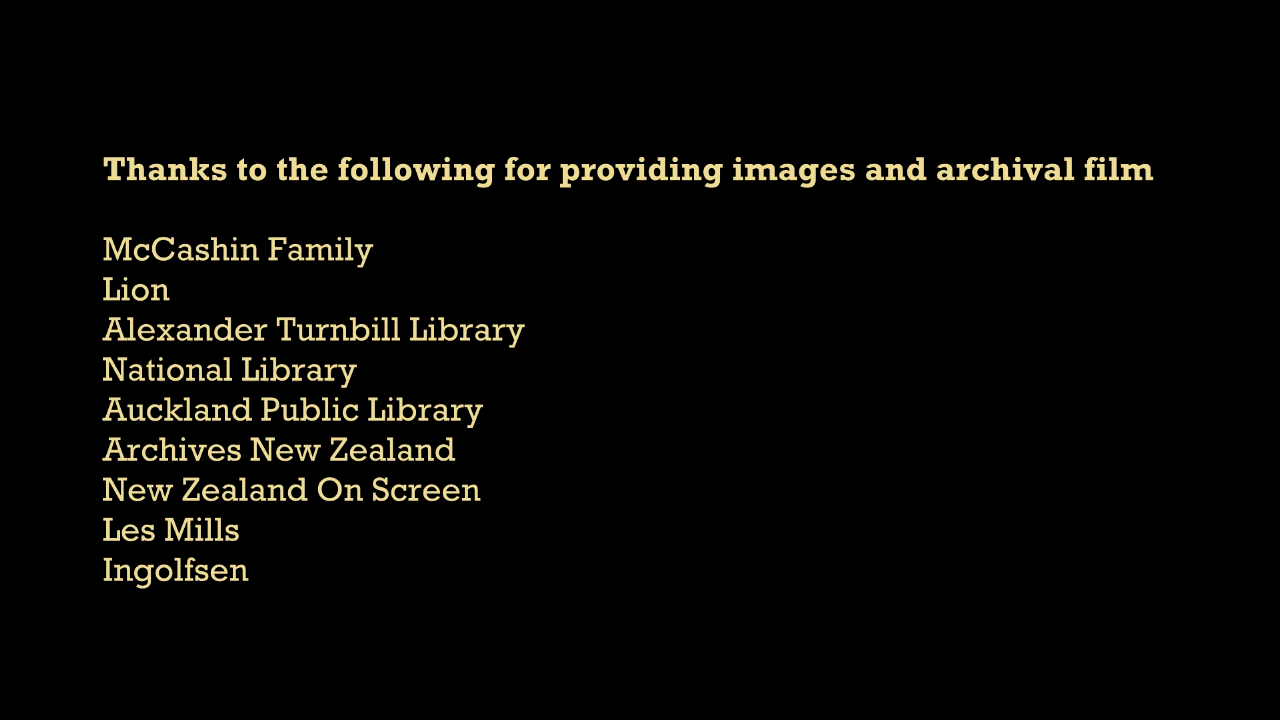 Thanks to the following for providing images and archival film
McCashin Family
Lion
Alexander Turnbill Library
National Library
Auckland Public Library
Archives New Zealand
New Zealand On Screen
Les Mills
Ingolfsen